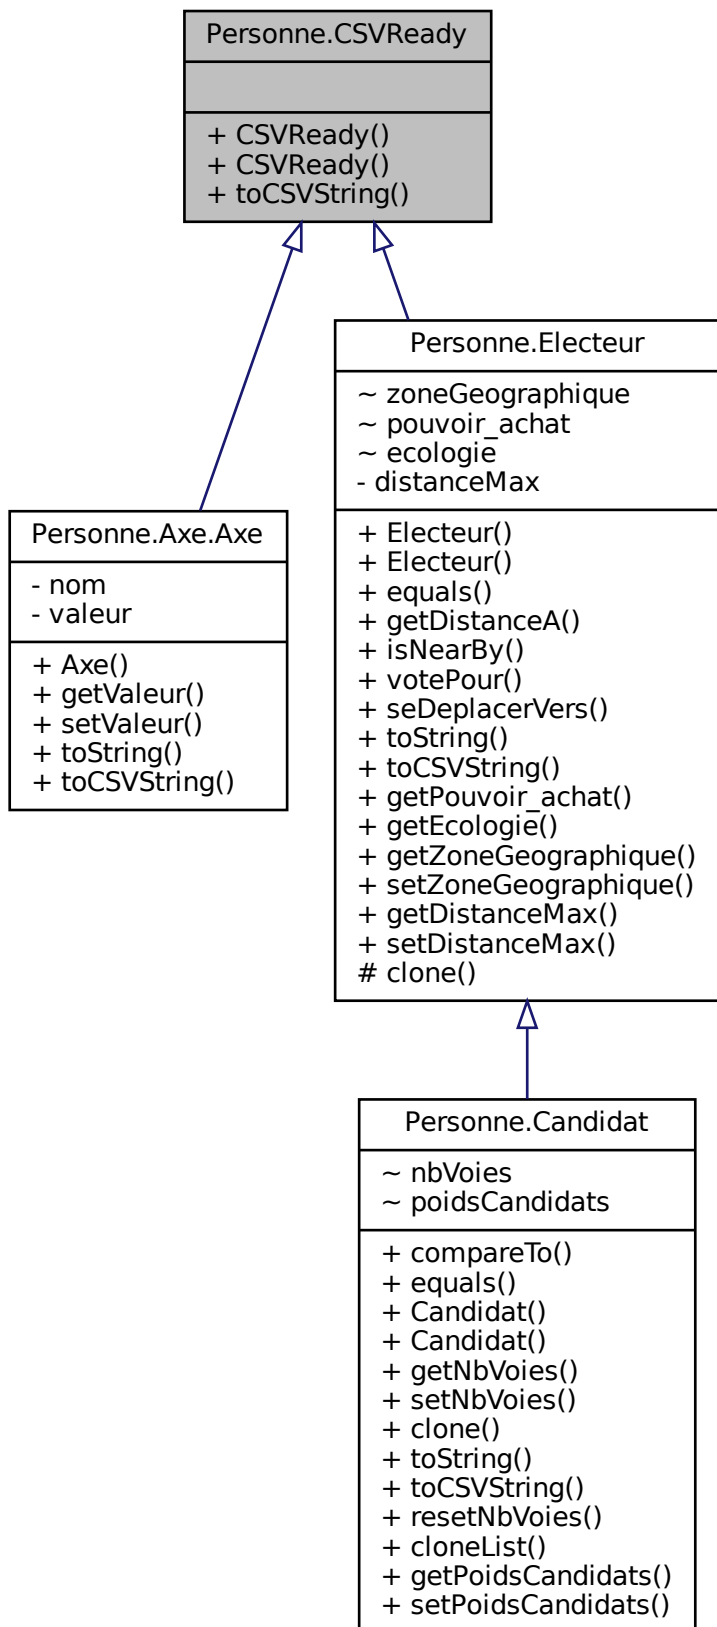 Personne.CSVReady
+ CSVReady()
+ CSVReady()
+ toCSVString()
Personne.Electeur
~ zoneGeographique
~ pouvoir_achat
~ ecologie
- distanceMax
+ Electeur()
+ Electeur()
+ equals()
+ getDistanceA()
+ isNearBy()
+ votePour()
+ seDeplacerVers()
+ toString()
+ toCSVString()
+ getPouvoir_achat()
+ getEcologie()
+ getZoneGeographique()
+ setZoneGeographique()
+ getDistanceMax()
+ setDistanceMax()
# clone()
Personne.Axe.Axe
- nom
- valeur
+ Axe()
+ getValeur()
+ setValeur()
+ toString()
+ toCSVString()
Personne.Candidat
~ nbVoies
~ poidsCandidats
+ compareTo()
+ equals()
+ Candidat()
+ Candidat()
+ getNbVoies()
+ setNbVoies()
+ clone()
+ toString()
+ toCSVString()
+ resetNbVoies()
+ cloneList()
+ getPoidsCandidats()
+ setPoidsCandidats()